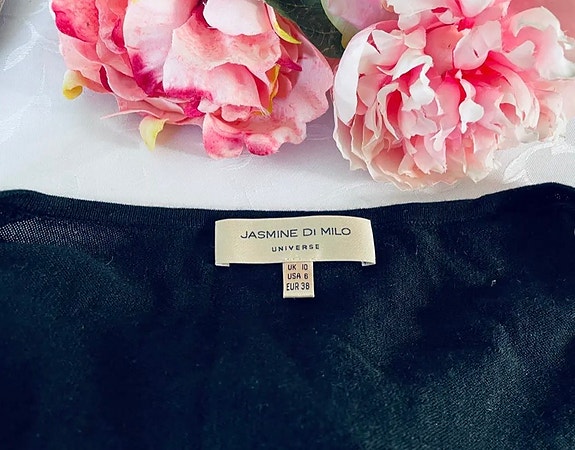 JASMINE DI MILO
UNIVERSE
UK 10
USA 6
EUR 38